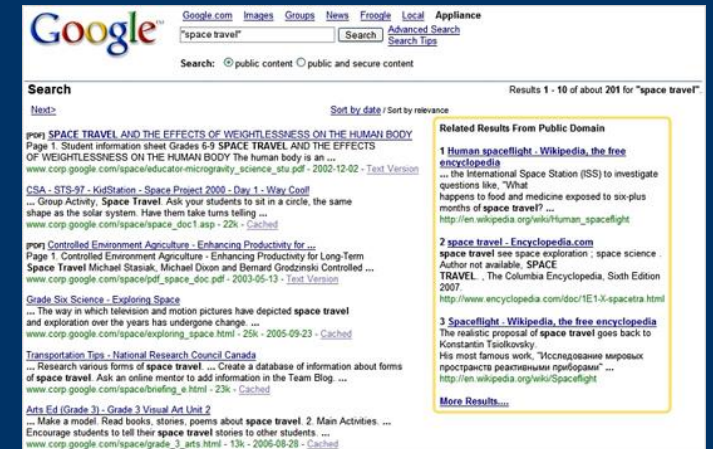 Google™
Google.com Images Groups News Froogle Local Appliance
"space travel" Search Advanced Search
Search Tips
Search: public content public and secure content
Search Results 1 - 10 of about 201 for "space travel".
Next> Sort by date / Sort by relevance
[PDF] SPACE TRAVEL AND THE EFFECTS OF WEIGHTLESSNESS ON THE HUMAN BODY
Page 1. Student information sheet Grades 6-9 SPACE TRAVEL AND THE EFFECTS
OF WEIGHTLESSNESS ON THE HUMAN BODY The human body is an ...
www.corp.google.com/space/educator-microgravity_science_stu.pdf - 2002-12-02 - Text Version
CSA - STS-97 - KidStation - Space Project 2000 - Day 1 - Way Cool!
... Group Activity, Space Travel. Ask your students to sit in a circle, the same
shape as the solar system. Have them take turns telling ...
www.corp.google.com/space/space_doc1.asp - 22k - Cached
[PDF] Controlled Environment Agriculture - Enhancing Productivity for ...
Page 1. Controlled Environment Agriculture - Enhancing Productivity for Long-Term
Space Travel Michael Stasiak, Michael Dixon and Bernard Grodzinski Controlled ...
www.corp.google.com/space/pdf_space_doc.pdf - 2003-05-13 - Text Version
Grade Six Science - Exploring Space
... The way in which television and motion pictures have depicted space travel
and exploration over the years has undergone change. ...
www.corp.google.com/space/exploring_space.html - 25k - 2005-09-23 - Cached
Transportation Tips - National Research Council Canada
... Research various forms of space travel. ... Create a database of information about forms
of space travel. Ask an online mentor to add information in the Team Blog. ...
www.corp.google.com/space/briefing_e.html - 23k - Cached
Arts Ed (Grade 3) - Grade 3 Visual Art Unit 2
... Make a model. Read books, stories, poems about space travel. 2. Main Activities. ...
Encourage students to tell their space travel stories to other students. ...
www.corp.google.com/space/grade_3_arts.html - 13k - 2006-08-28 - Cached
Related Results From Public Domain
1 Human spaceflight - Wikipedia, the free
encyclopedia
... the International Space Station (ISS) to investigate
questions like, "What
happens to food and medicine exposed to six-plus
months of space travel? ...
http://en.wikipedia.org/wiki/Human_spaceflight
2 space travel - Encyclopedia.com
space travel see space exploration ; space science .
Author not available, SPACE
TRAVEL. , The Columbia Encyclopedia, Sixth Edition
2007.
http://www.encyclopedia.com/doc/1E1-X-spacetra.html
3 Spaceflight - Wikipedia, the free encyclopedia
The realistic proposal of space travel goes back to
Konstantin Tsiolkovsky.
His most famous work, "Исследование мировых
пространств реактивными приборами" ...
http://en.wikipedia.org/wiki/Spaceflight
More Results....